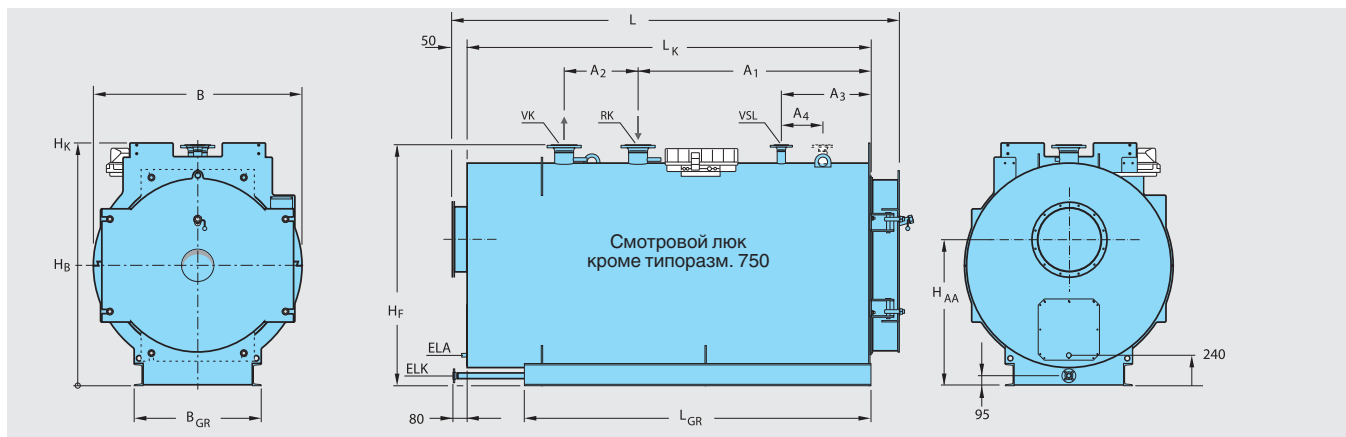 L
50
L K
A 2
A 1
B
A 3
A 4
VK
RK
VSL
H K
Смотровой люк
кроме типоразм. 750
H B
H AA
H F
ELA
ELK
240
B GR
80
L GR
95